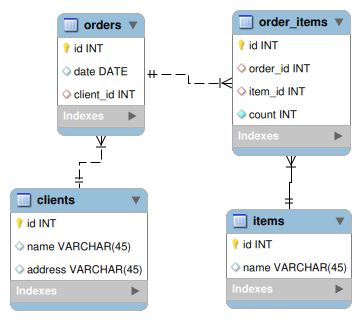 orders
id INT
date DATE
client_id INT
Indexes
order_items
id INT
order_id INT
item_id INT
count INT
Indexes
clients
id INT
name VARCHAR(45)
address VARCHAR(45)
Indexes
items
id INT
name VARCHAR(45)
Indexes